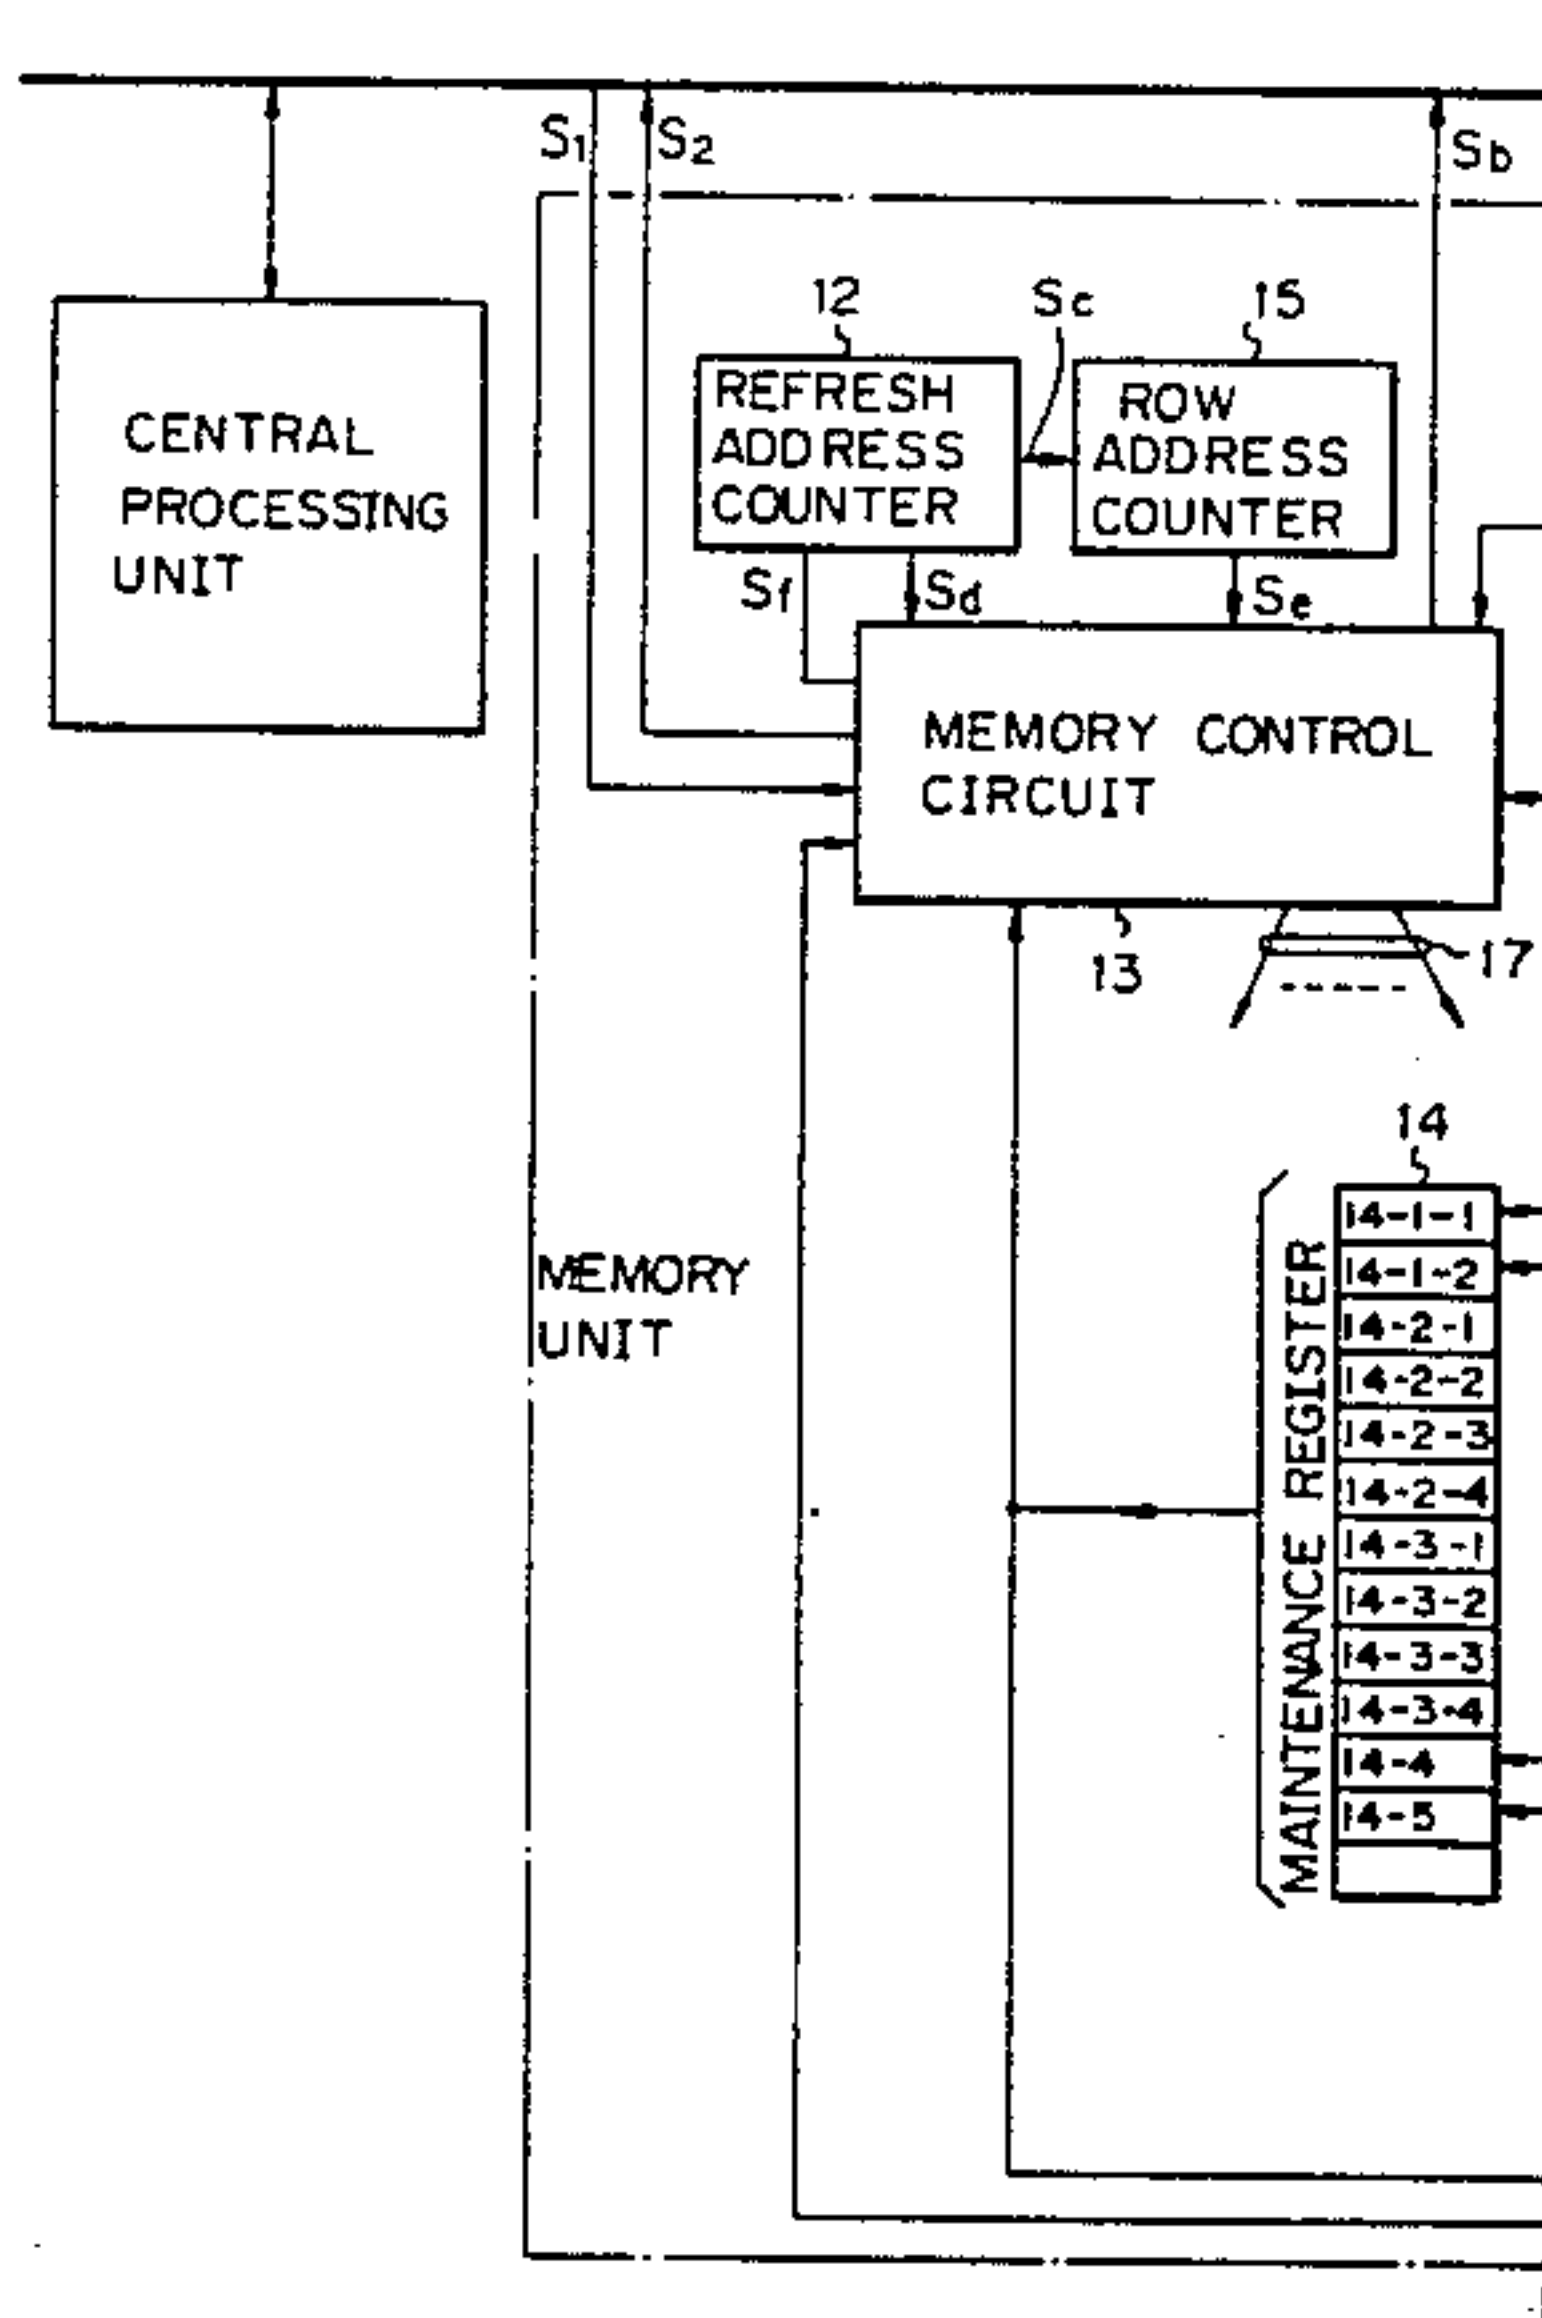 S1
S2
Sb
12
Sc
15
CENTRAL
PROCESSING
UNIT
REFRESH
ADDRESS
COUNTER
ROW
ADDRESS
COUNTER
Sf
Sd
Se
MEMORY CONTROL
CIRCUIT
13
17
MEMORY
UNIT
14
MAINTENANCE REGISTER
14-1-1
14-1-2
14-2-1
14-2-2
14-2-3
14-2-4
14-3-1
14-3-2
14-3-3
14-3-4
14-4
14-5